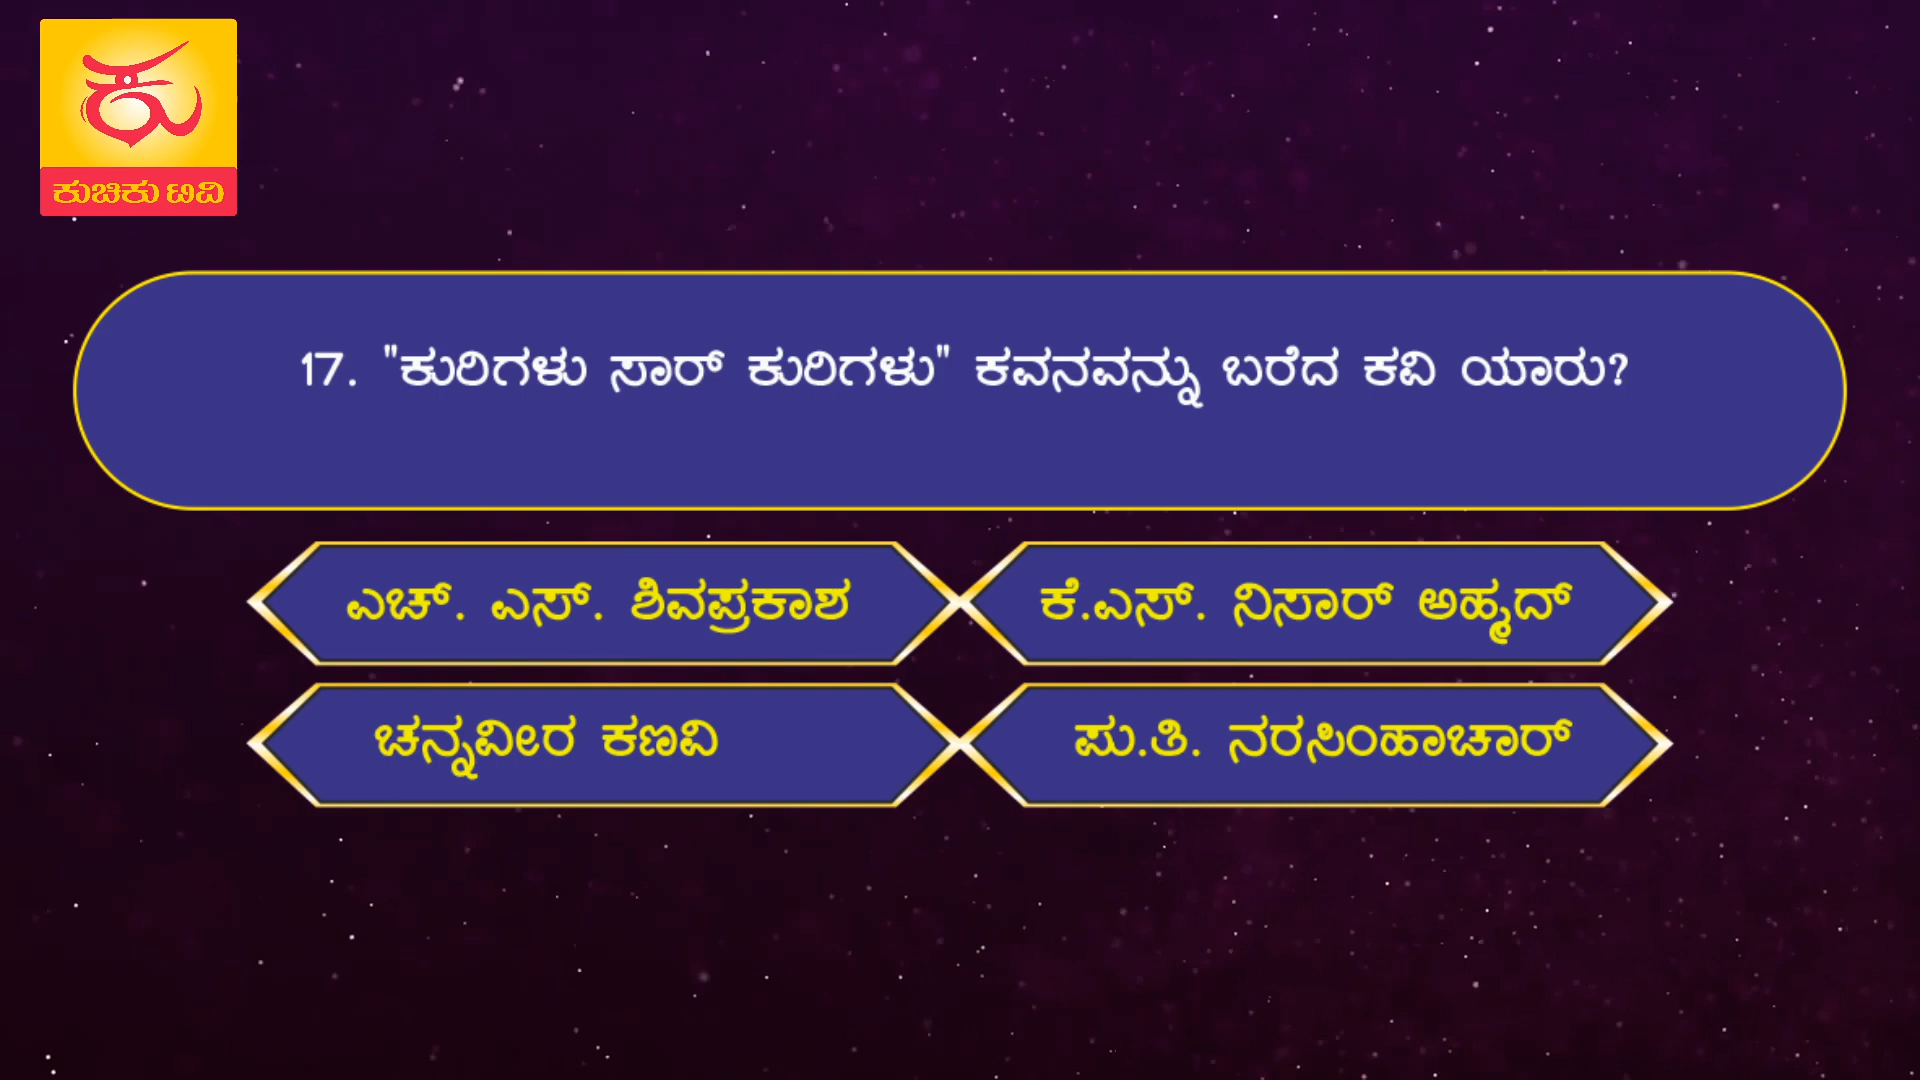 ಕು
ಕುಚಿಕು ಟಿವಿ
17. "ಕುರಿಗಳು ಸಾರ್ ಕುರಿಗಳು" ಕವನವನ್ನು ಬರೆದ ಕವಿ ಯಾರು?
ಎಚ್. ಎಸ್. ಶಿವಪ್ರಕಾಶ
ಕೆ.ಎಸ್. ನಿಸಾರ್ ಅಹ್ಮದ್
ಚನ್ನವೀರ ಕಣವಿ
ಪು.ತಿ. ನರಸಿಂಹಾಚಾರ್